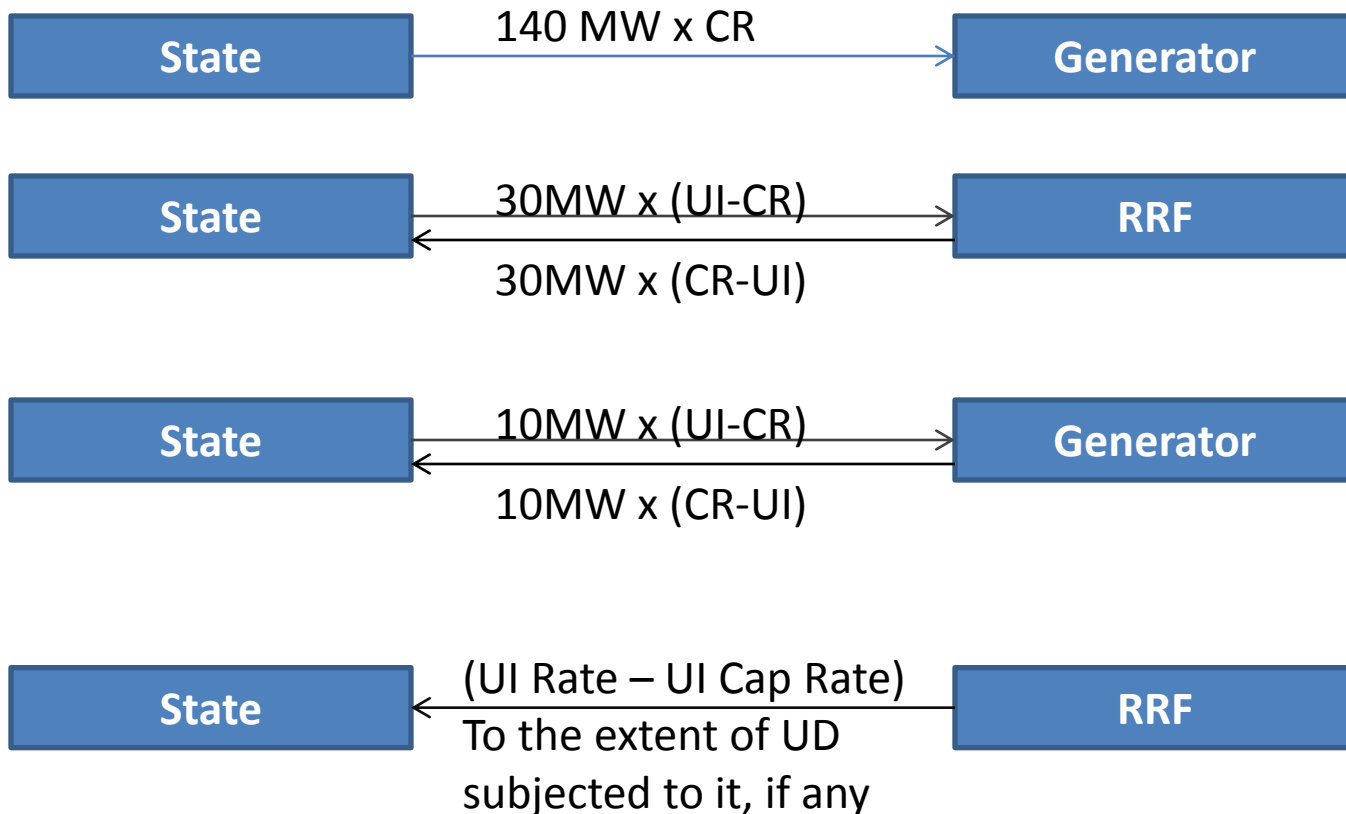 140 MW x CR
State
Generator
30MW x (UI-CR)
State
RRF
30MW x (CR-UI)
10MW x (UI-CR)
State
Generator
10MW x (CR-UI)
(UI Rate – UI Cap Rate)
State
RRF
To the extent of UD
subjected to it, if any